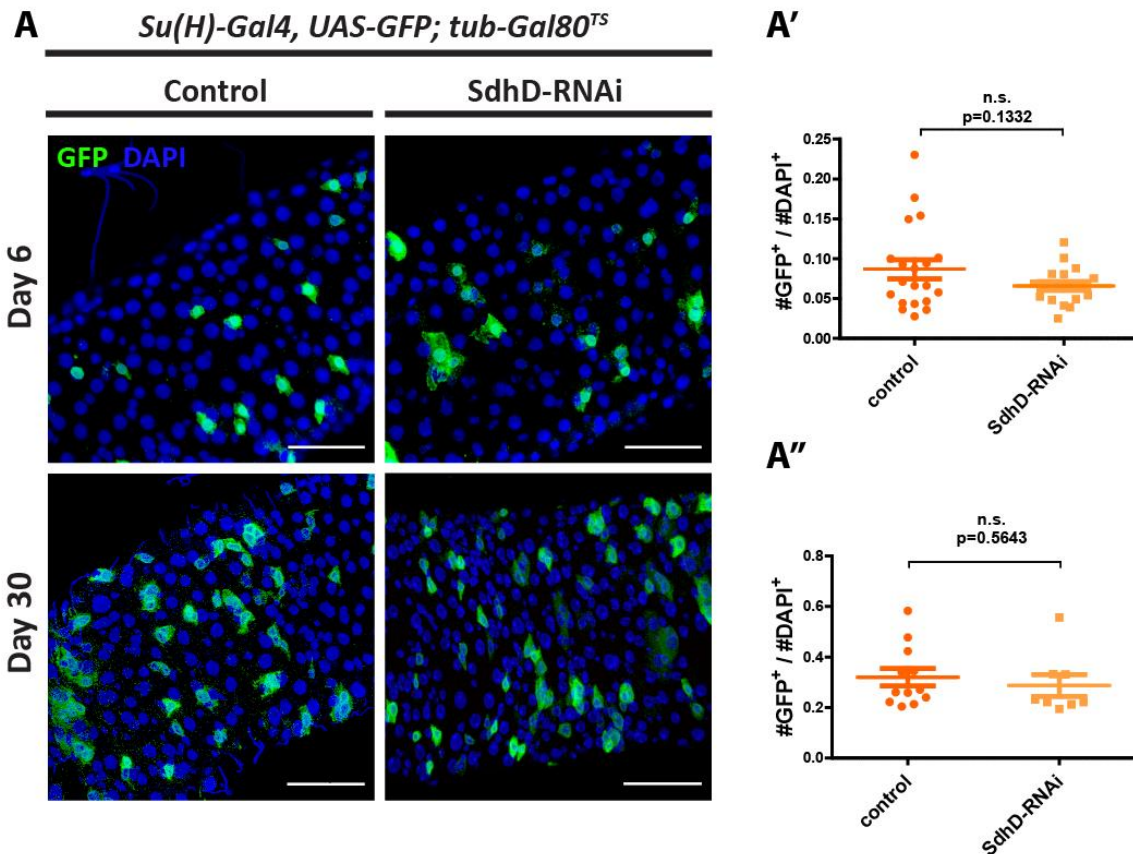 A
Su(H)-Gal4, UAS-GFP; tub-Gal80ᵀˢ
Control
SdhD-RNAi
GFP DAPI
Day 6
Day 30
A'
n.s.
p=0.1332
#GFP⁺ / #DAPI⁺
0.25
0.20
0.15
0.10
0.05
0.00
control
SdhD-RNAi
A"
n.s.
p=0.5643
#GFP⁺ / #DAPI⁺
0.8
0.6
0.4
0.2
0.0
control
SdhD-RNAi